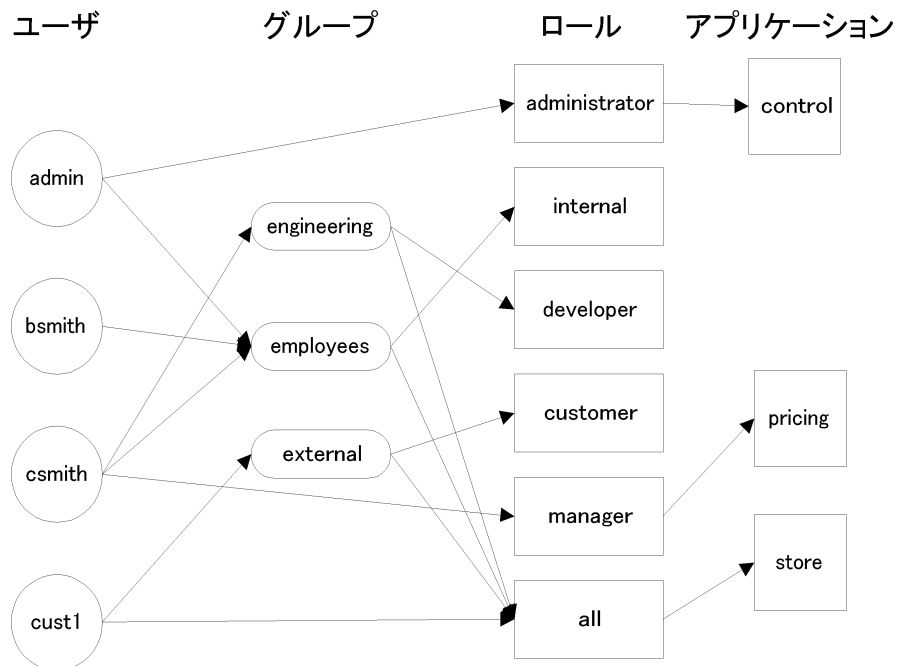 ユーザ グループ ロール アプリケーション
administrator
control
admin
internal
engineering
developer
bsmith
employees
customer
pricing
csmith
external
manager
store
cust1
all